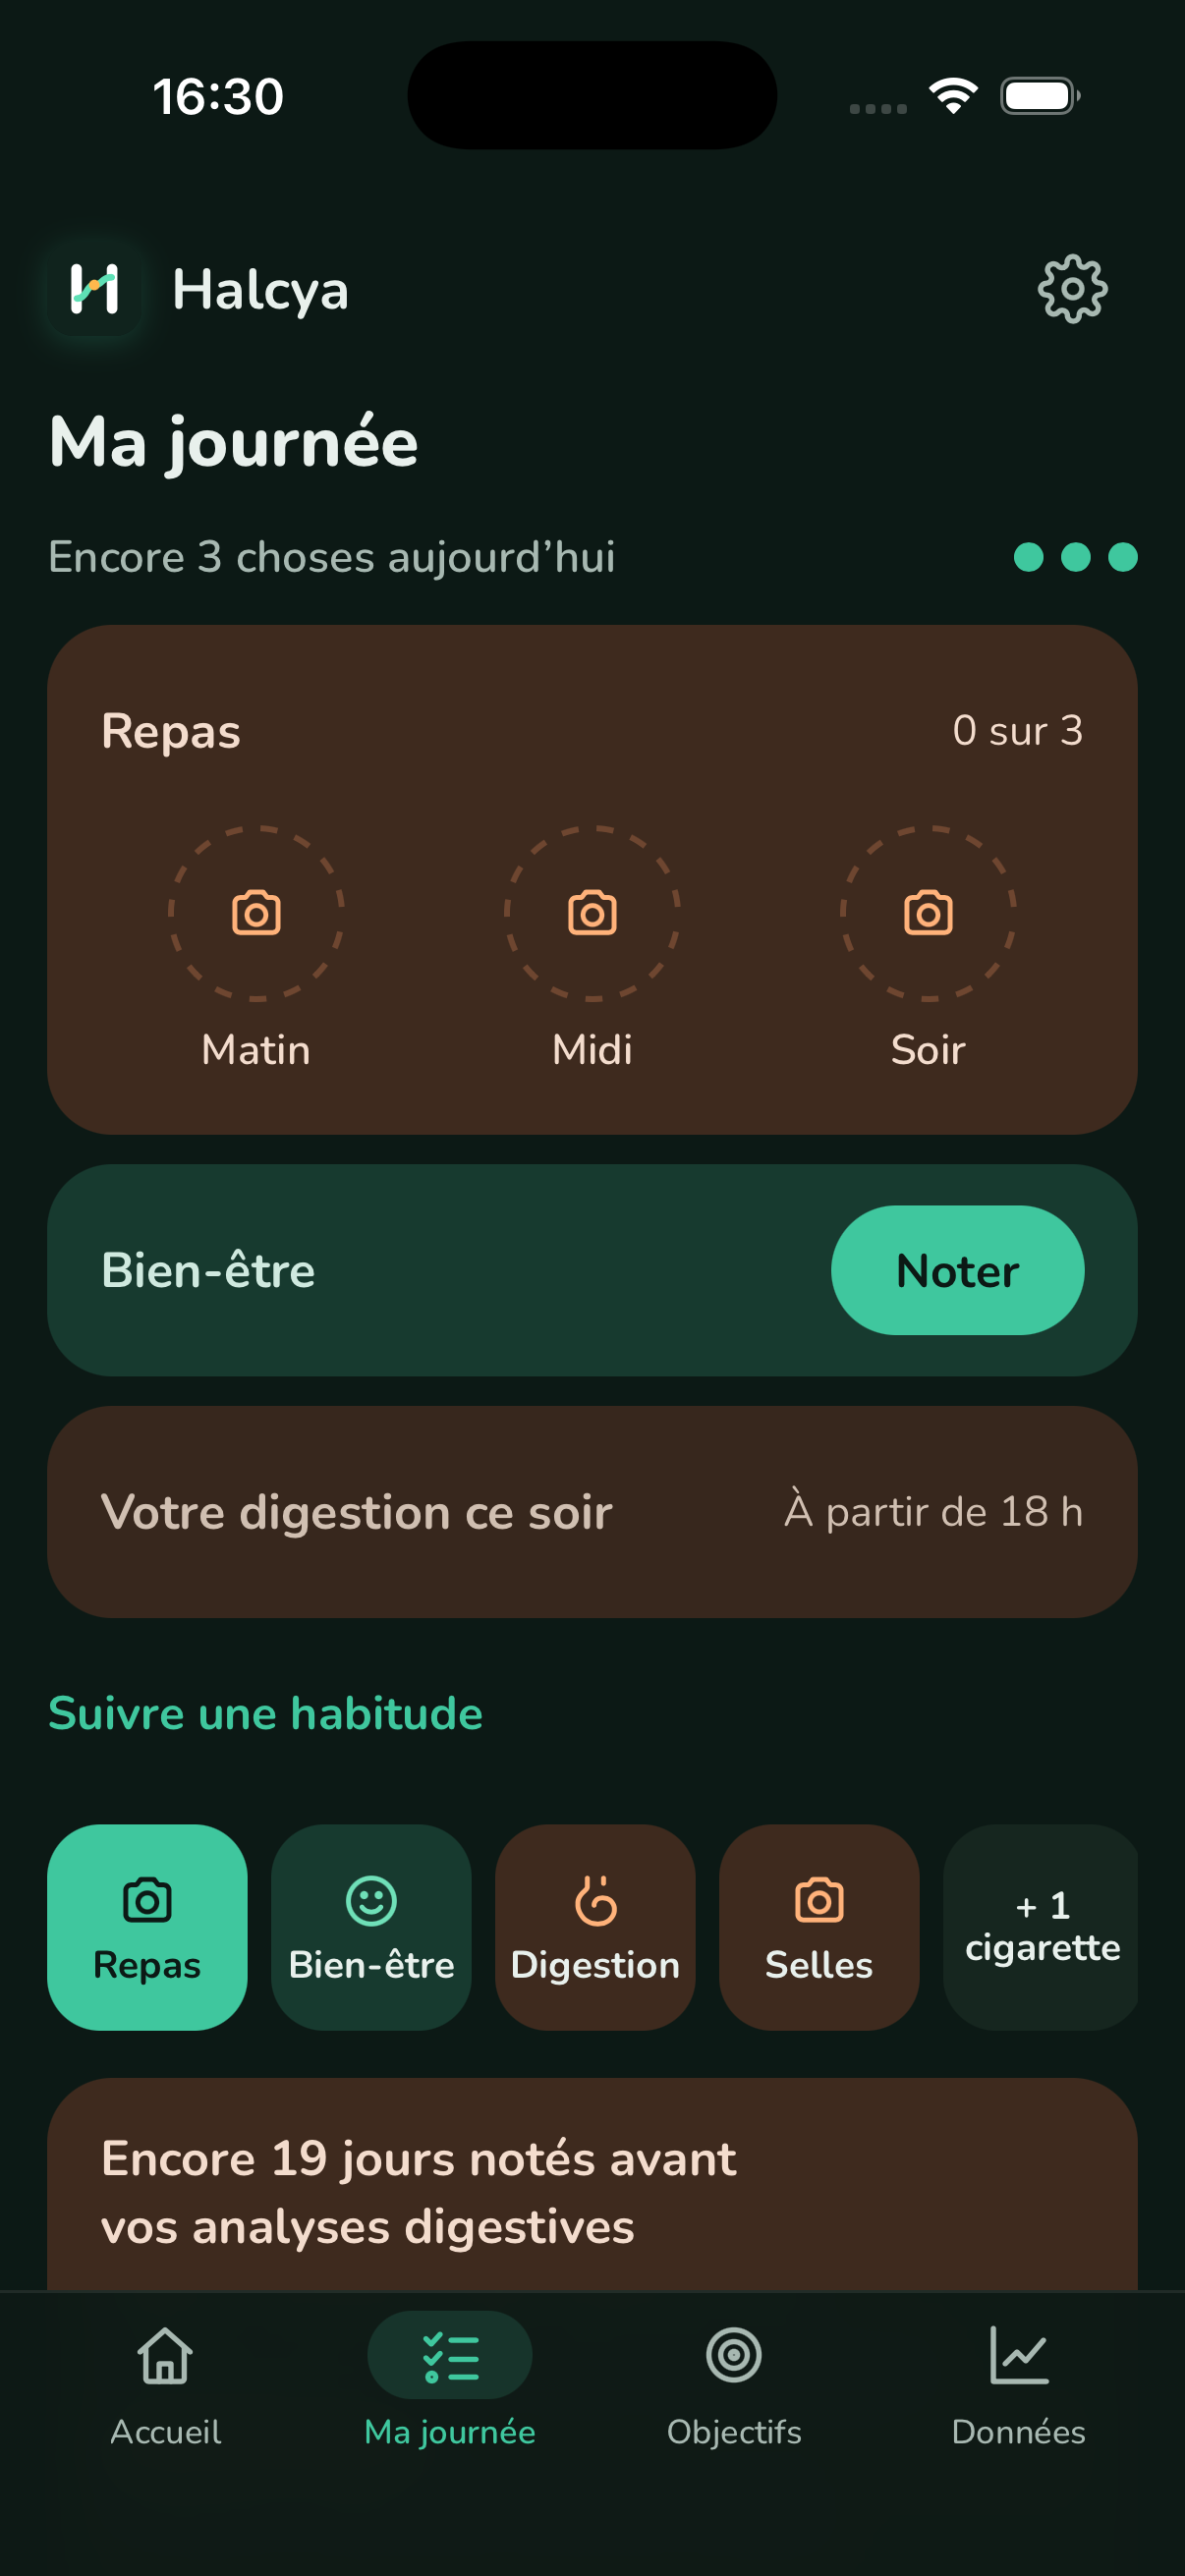 16:30
Halcya
Ma journée
Encore 3 choses aujourd’hui
Repas
0 sur 3
Matin
Midi
Soir
Bien-être
Noter
Votre digestion ce soir
À partir de 18 h
Suivre une habitude
Repas
Bien-être
Digestion
Selles
+ 1
cigarette
Encore 19 jours notés avant
vos analyses digestives
Accueil
Ma journée
Objectifs
Données